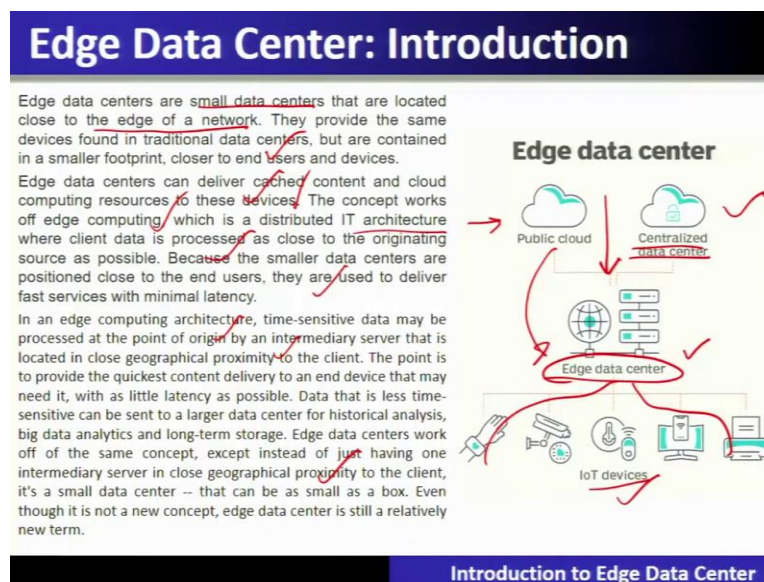 Edge Data Center: Introduction
Edge data centers are small data centers that are located
close to the edge of a network. They provide the same
devices found in traditional data centers, but are contained
in a smaller footprint, closer to end users and devices.
Edge data centers can deliver cached content and cloud
computing resources to these devices. The concept works
off edge computing, which is a distributed IT architecture
where client data is processed as close to the originating
source as possible. Because the smaller data centers are
positioned close to the end users, they are used to deliver
fast services with minimal latency.
In an edge computing architecture, time-sensitive data may be
processed at the point of origin by an intermediary server that is
located in close geographical proximity to the client. The point is
to provide the quickest content delivery to an end device that may
need it, with as little latency as possible. Data that is less time-
sensitive can be sent to a larger data center for historical analysis,
big data analytics and long-term storage. Edge data centers work
off of the same concept, except instead of just having one
intermediary server in close geographical proximity to the client,
it's a small data center -- that can be as small as a box. Even
though it is not a new concept, edge data center is still a relatively
new term.
Edge data center
Public cloud
Centralized
data center
Edge data center
IoT devices
Introduction to Edge Data Center